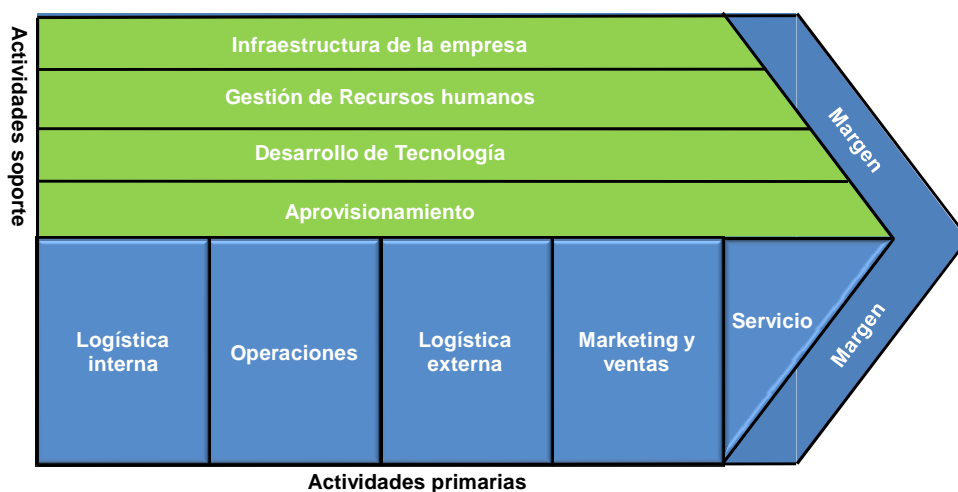 Actividades soporte
Infraestructura de la empresa
Gestión de Recursos humanos
Desarrollo de Tecnología
Aprovisionamiento
Margen
Logística
interna
Operaciones
Logística
externa
Marketing y
ventas
Servicio
Margen
Actividades primarias